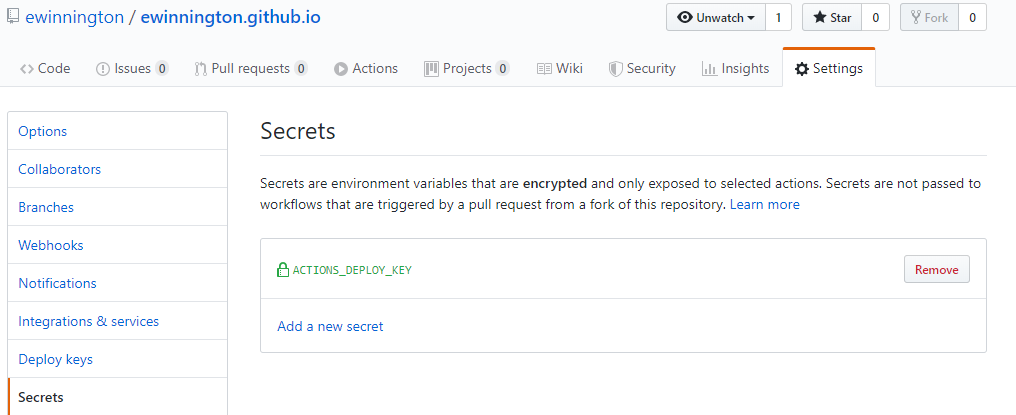 ewinnington / ewinnington.github.io
Unwatch 1 Star 0 Fork 0
Code Issues 0 Pull requests 0 Actions Projects 0 Wiki Security Insights Settings
Options
Collaborators
Branches
Webhooks
Notifications
Integrations & services
Deploy keys
Secrets
Secrets
Secrets are environment variables that are encrypted and only exposed to selected actions. Secrets are not passed to
workflows that are triggered by a pull request from a fork of this repository. Learn more
ACTIONS_DEPLOY_KEY Remove
Add a new secret